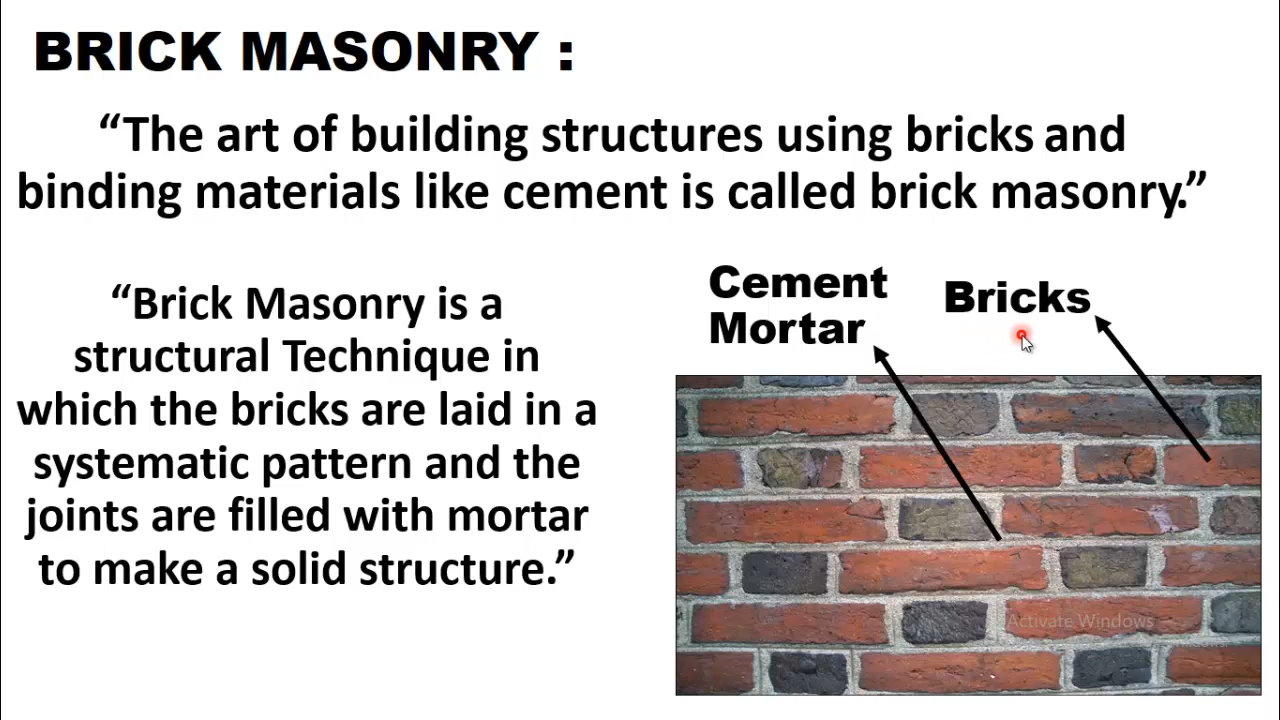 BRICK MASONRY :
“The art of building structures using bricks and
binding materials like cement is called brick masonry.”
“Brick Masonry is a
structural Technique in
which the bricks are laid in a
systematic pattern and the
joints are filled with mortar
to make a solid structure.”
Cement
Mortar
Bricks
Activate Windows